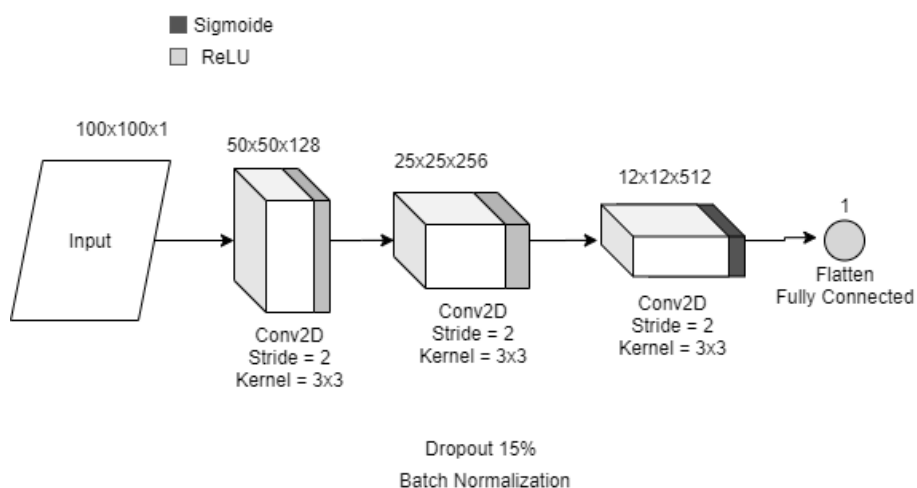 Sigmoide
ReLU
100x100x1
50x50x128
25x25x256
12x12x512
1
Input
Conv2D
Stride = 2
Kernel = 3x3
Conv2D
Stride = 2
Kernel = 3x3
Conv2D
Stride = 2
Kernel = 3x3
Flatten
Fully Connected
Dropout 15%
Batch Normalization